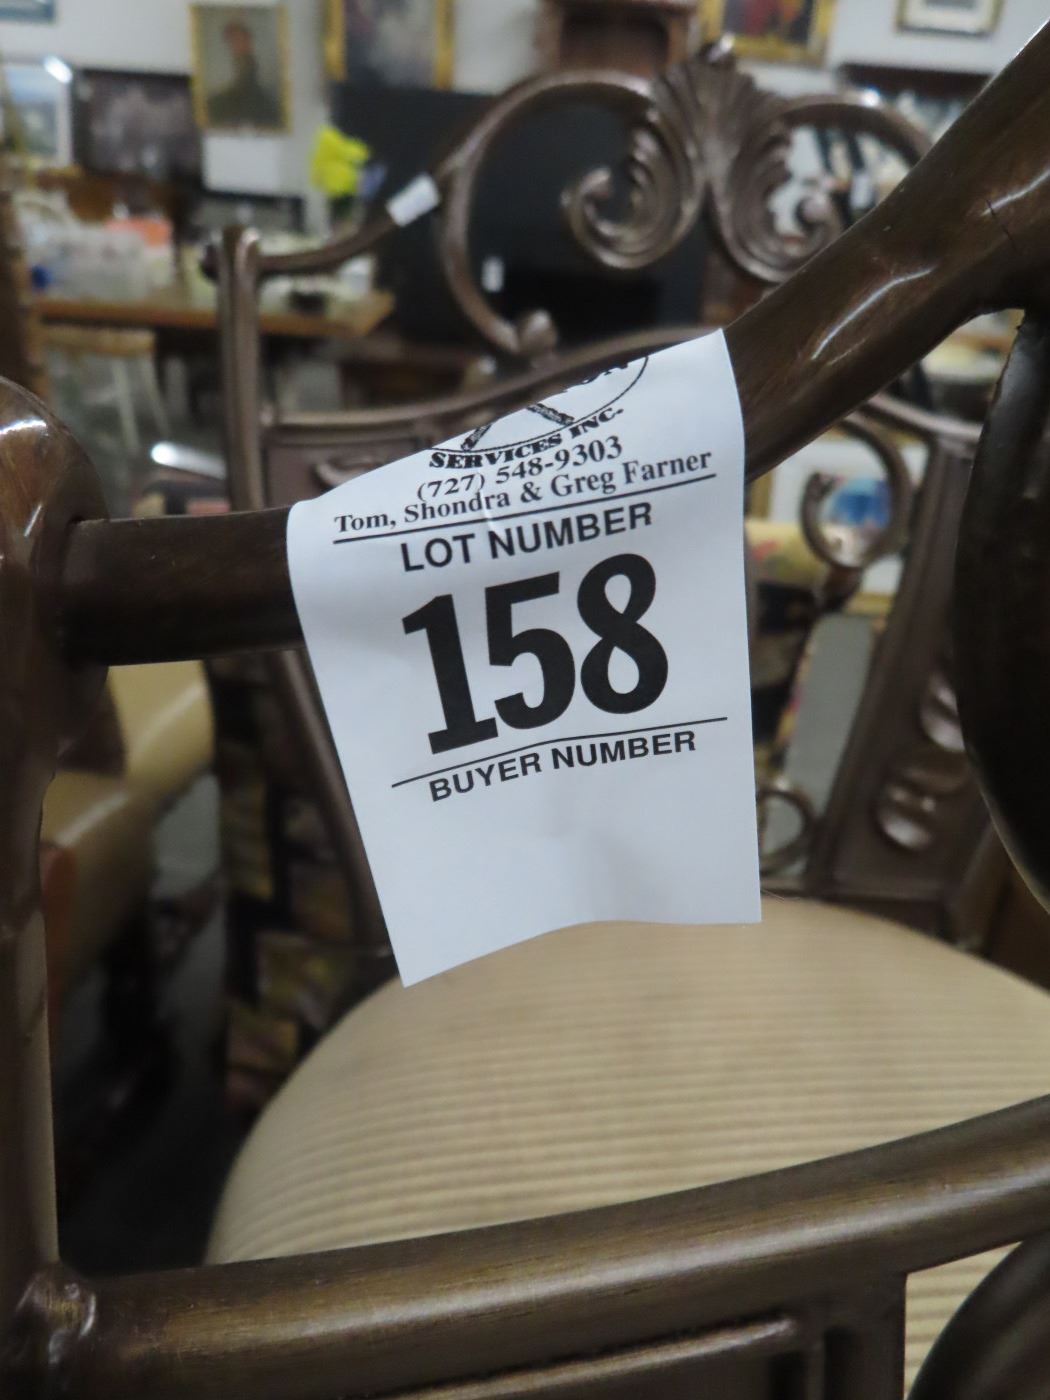 SERVICES INC.
(727) 548-9303
Tom, Shondra & Greg Farner
LOT NUMBER
158
BUYER NUMBER